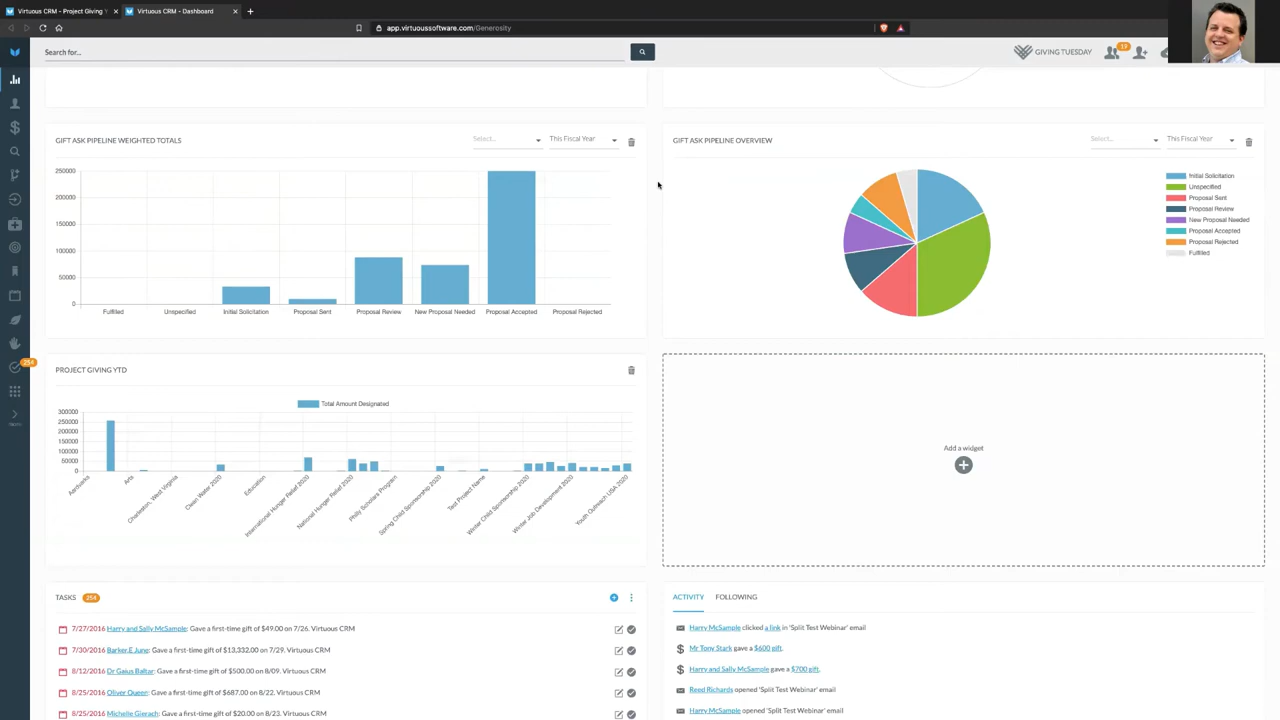 Virtuous CRM - Project Giving Y
Virtuous CRM - Dashboard
app.virtuoussoftware.com/Generosity
Search for...
GIVING TUESDAY
19
GIFT ASK PIPELINE WEIGHTED TOTALS
Select...
This Fiscal Year
250000
200000
150000
100000
50000
0
Fulfilled
Unspecified
Initial Solicitation
Proposal Sent
Proposal Review
New Proposal Needed
Proposal Accepted
Proposal Rejected
GIFT ASK PIPELINE OVERVIEW
Select...
This Fiscal Year
Initial Solicitation
Unspecified
Proposal Sent
Proposal Review
New Proposal Needed
Proposal Accepted
Proposal Rejected
Fulfilled
254
PROJECT GIVING YTD
Total Amount Designated
300000
250000
200000
150000
100000
50000
0
Aardvarks
Arts
Charleston, West Virginia
Clean Water 2020
Education
International Hunger Relief 2020
National Hunger Relief 2020
Philly Scholars Program
Spring Child Sponsorship 2020
Test Project Name
Winter Child Sponsorship 2020
Winter Job Development 2020
Youth Outreach USA 2020
Add a widget
TASKS 254
7/27/2016 Harry and Sally McSample: Gave a first-time gift of $49.00 on 7/26. Virtuous CRM
7/30/2016 Barker,E June: Gave a first-time gift of $13,332.00 on 7/29. Virtuous CRM
8/12/2016 Dr Gaius Baltar: Gave a first-time gift of $500.00 on 8/09. Virtuous CRM
8/25/2016 Oliver Queen: Gave a first-time gift of $687.00 on 8/22. Virtuous CRM
8/25/2016 Michelle Gierach: Gave a first-time gift of $20.00 on 8/23. Virtuous CRM
ACTIVITY
FOLLOWING
Harry McSample clicked a link in 'Split Test Webinar' email
Mr Tony Stark gave a $600 gift.
Harry and Sally McSample gave a $700 gift.
Reed Richards opened 'Split Test Webinar' email
Harry McSample opened 'Split Test Webinar' email